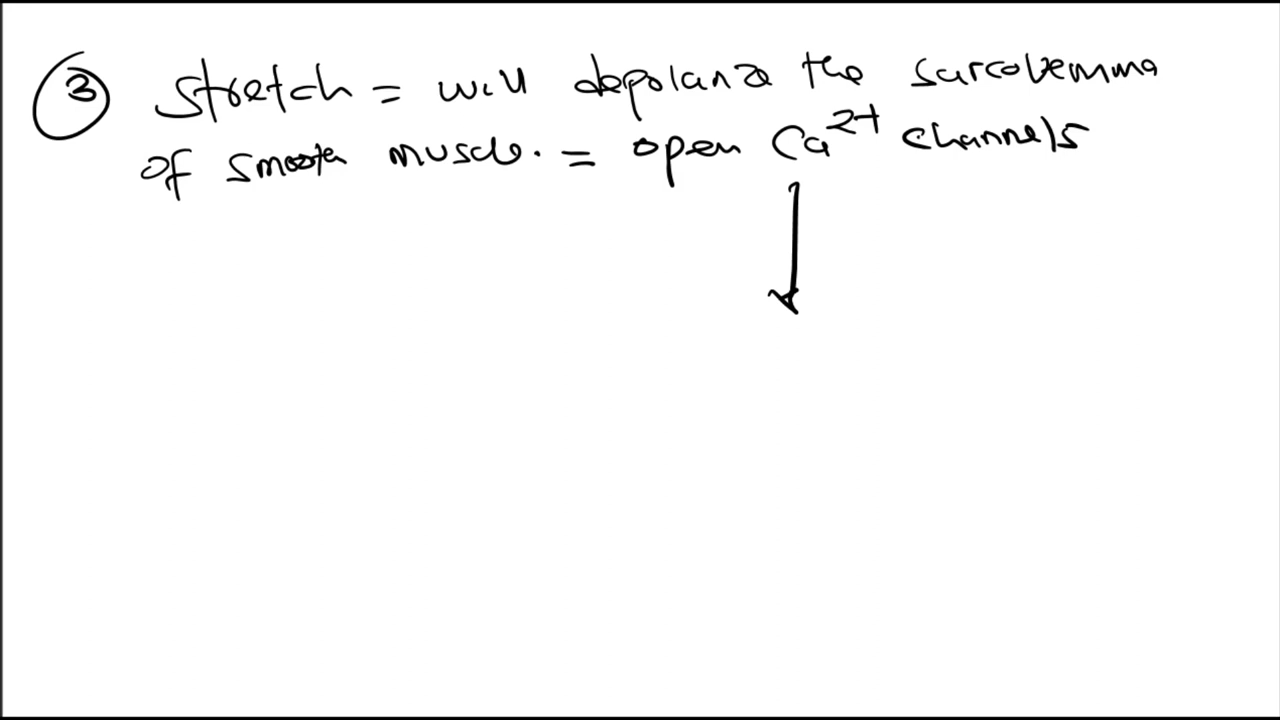 ③ Stretch = will depolarize the sarcolemma
of smooth muscle. = open Ca²⁺ channels